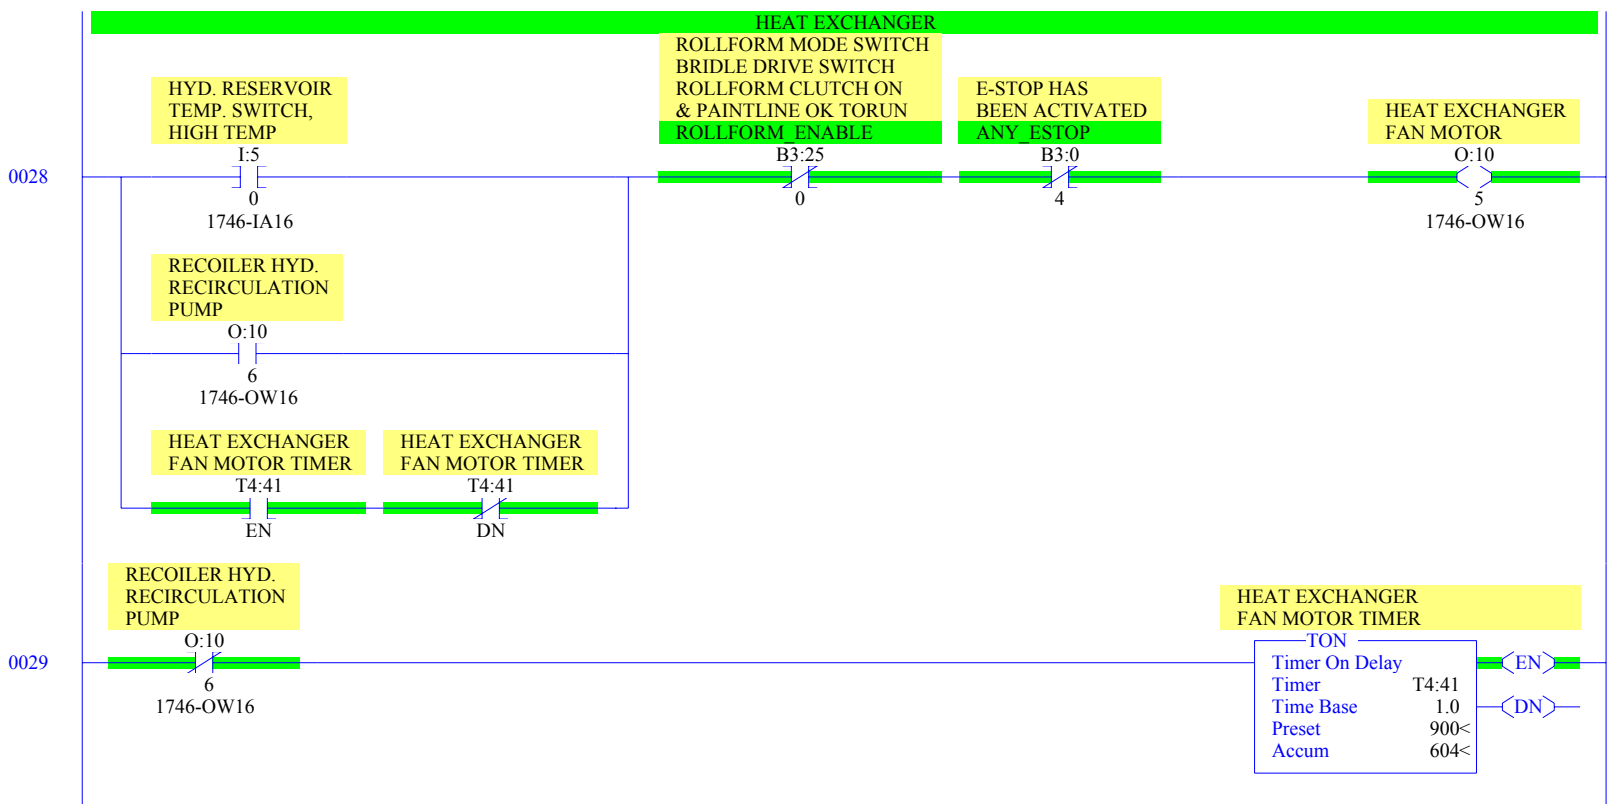 HEAT EXCHANGER
HYD. RESERVOIR
TEMP. SWITCH,
HIGH TEMP
I:5
0
1746-IA16
ROLLFORM MODE SWITCH
BRIDLE DRIVE SWITCH
ROLLFORM CLUTCH ON
& PAINTLINE OK TORUN
ROLLFORM_ENABLE
B3:25
0
E-STOP HAS
BEEN ACTIVATED
ANY_ESTOP
B3:0
4
HEAT EXCHANGER
FAN MOTOR
O:10
5
1746-OW16
0028
RECOILER HYD.
RECIRCULATION
PUMP
O:10
6
1746-OW16
HEAT EXCHANGER
FAN MOTOR TIMER
T4:41
EN
HEAT EXCHANGER
FAN MOTOR TIMER
T4:41
DN
RECOILER HYD.
RECIRCULATION
PUMP
O:10
6
1746-OW16
0029
HEAT EXCHANGER
FAN MOTOR TIMER
TON
Timer On Delay
Timer T4:41
Time Base 1.0
Preset 900<
Accum 604<
EN
DN